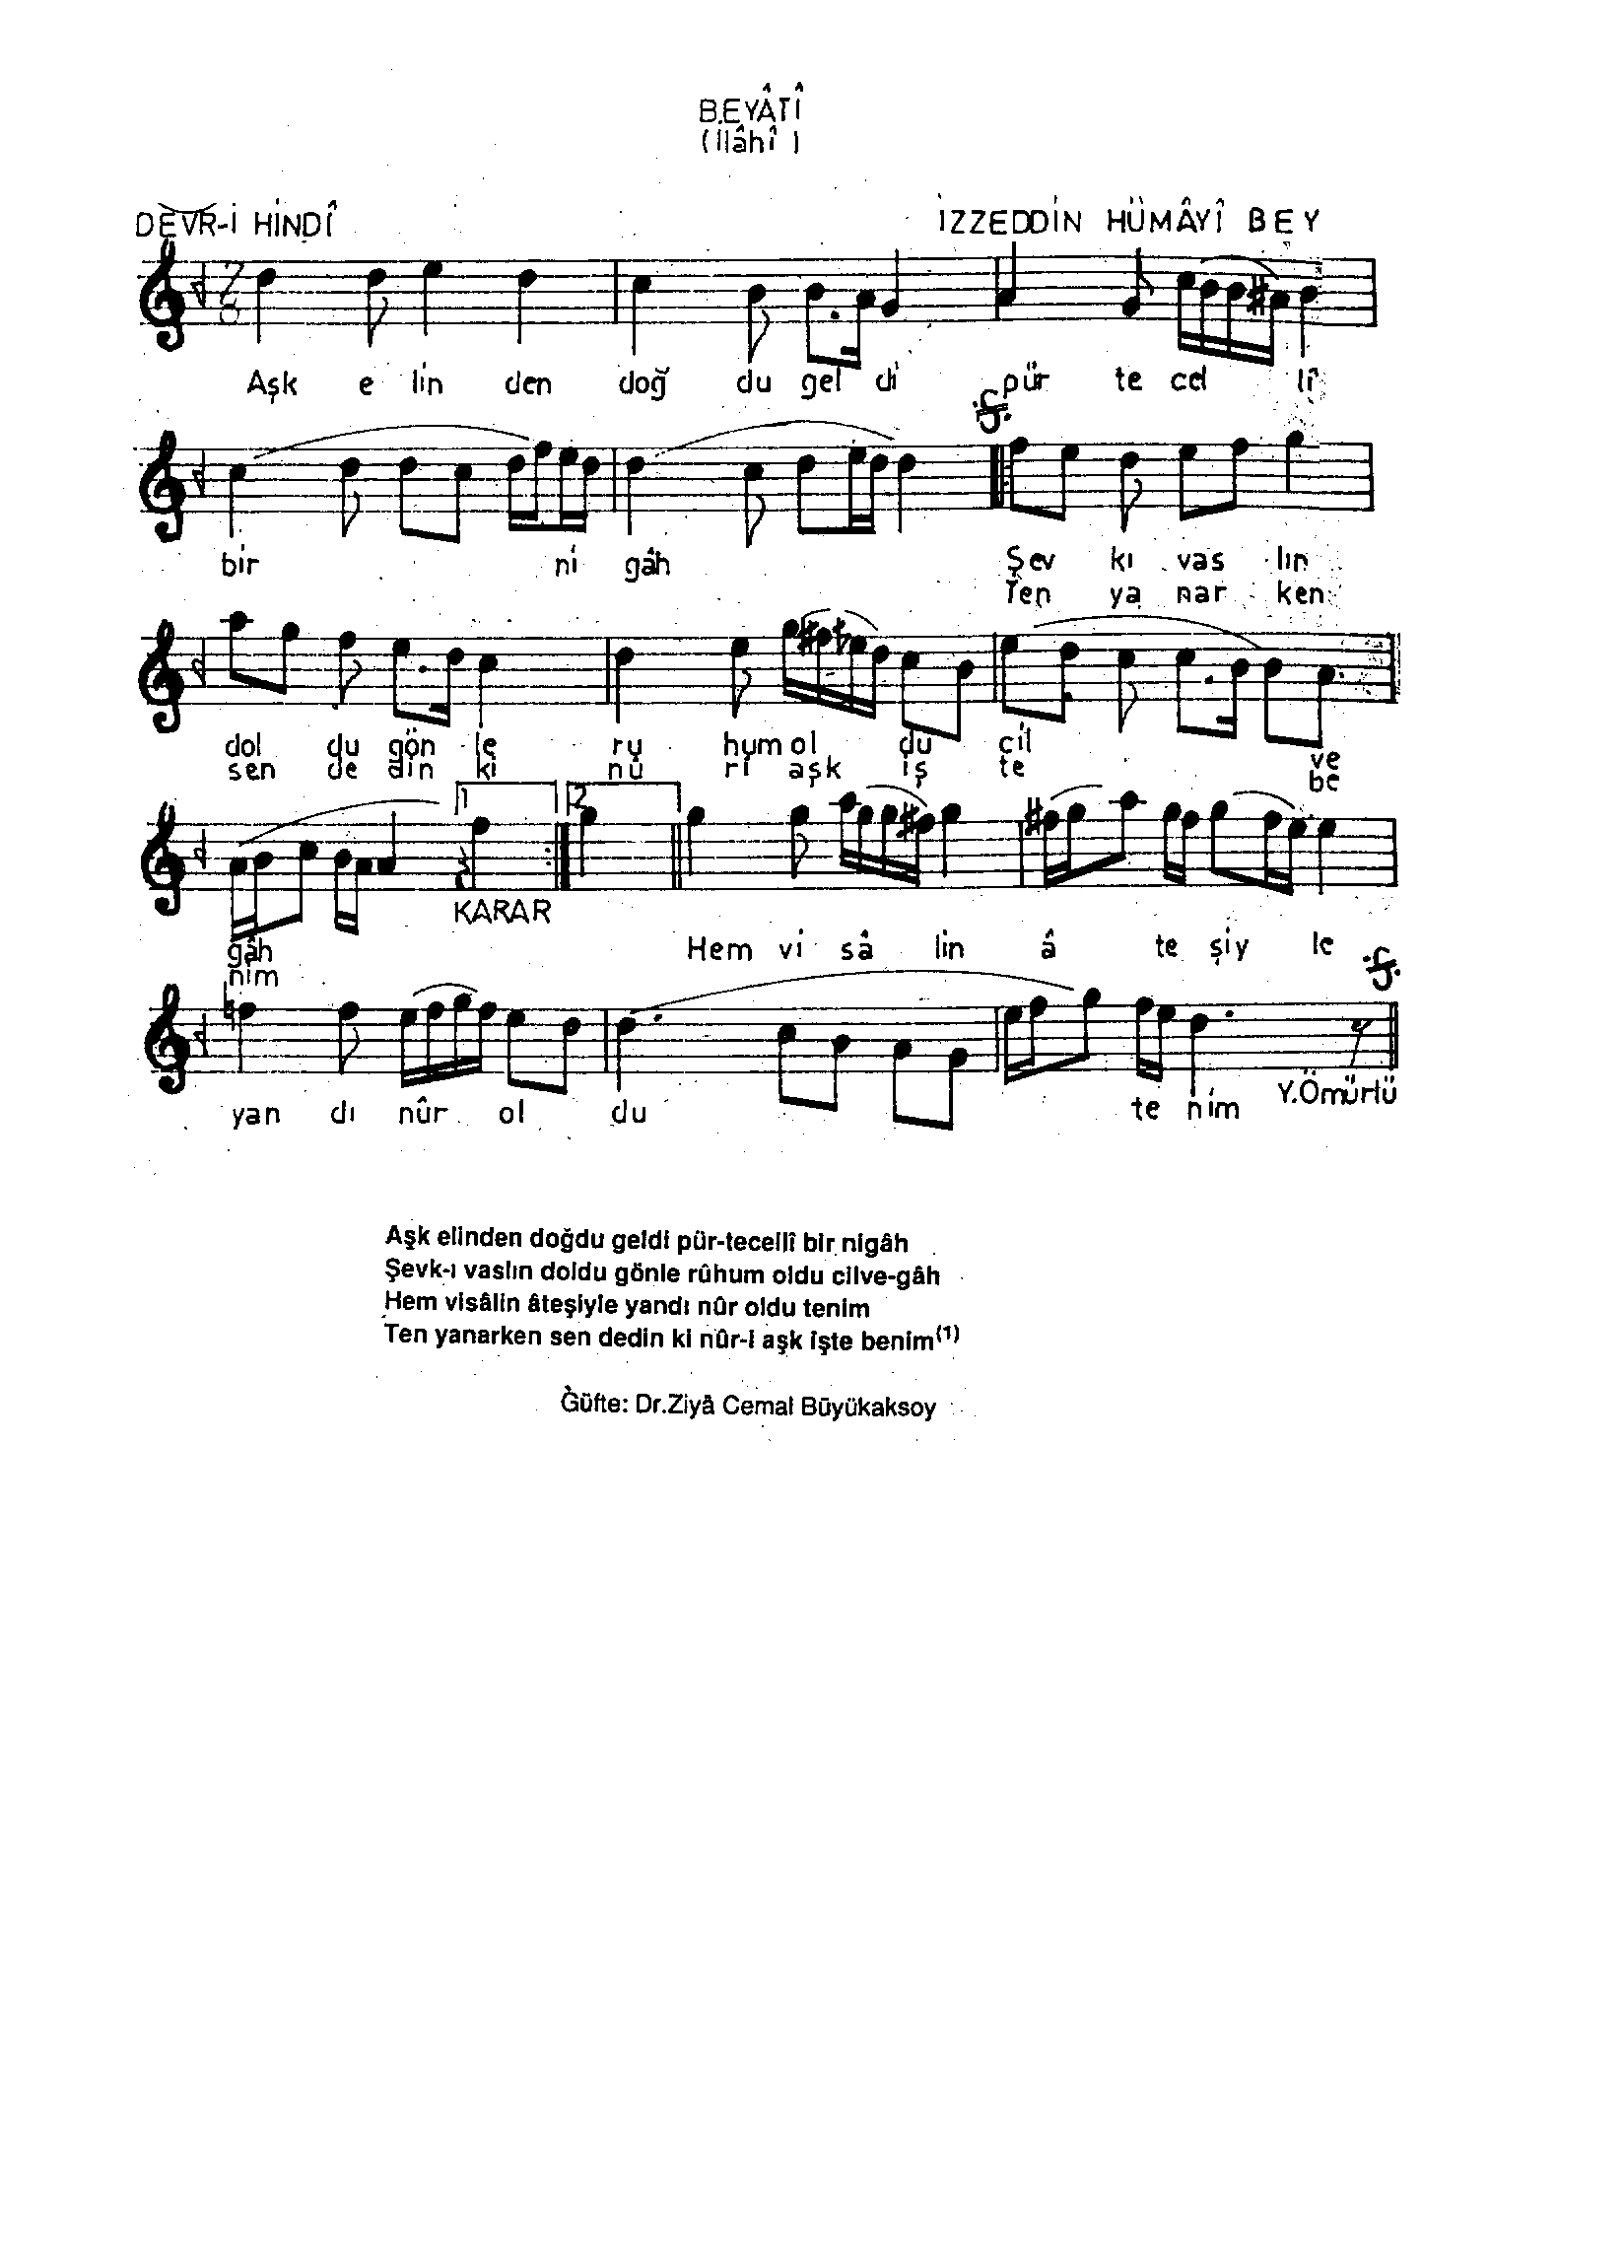 BEYÂTÎ
(İlâhî)
DEVR-İ HİNDÎ İZZEDDİN HÜMÂYÎ BEY
7
8
Aşk e lin den doğ du gel di pür te cel lî
bir ni gâh Şev kı vas lın
Ten ya nar ken
dol du gön le ru hum ol du cil ve
sen de din ki nû ri aşk iş te be
1 2
KARAR
gâh Hem vi sâ lin â te şiy le
nim
yan dı nûr ol du te nim Y.Ömürlü
Aşk elinden doğdu geldi pür-tecellî bir nigâh
Şevk-ı vaslın doldu gönle rûhum oldu cilve-gâh
Hem visâlin âteşiyle yandı nûr oldu tenim
Ten yanarken sen dedin ki nûr-i aşk işte benim(1)
Güfte: Dr.Ziyâ Cemal Büyükaksoy